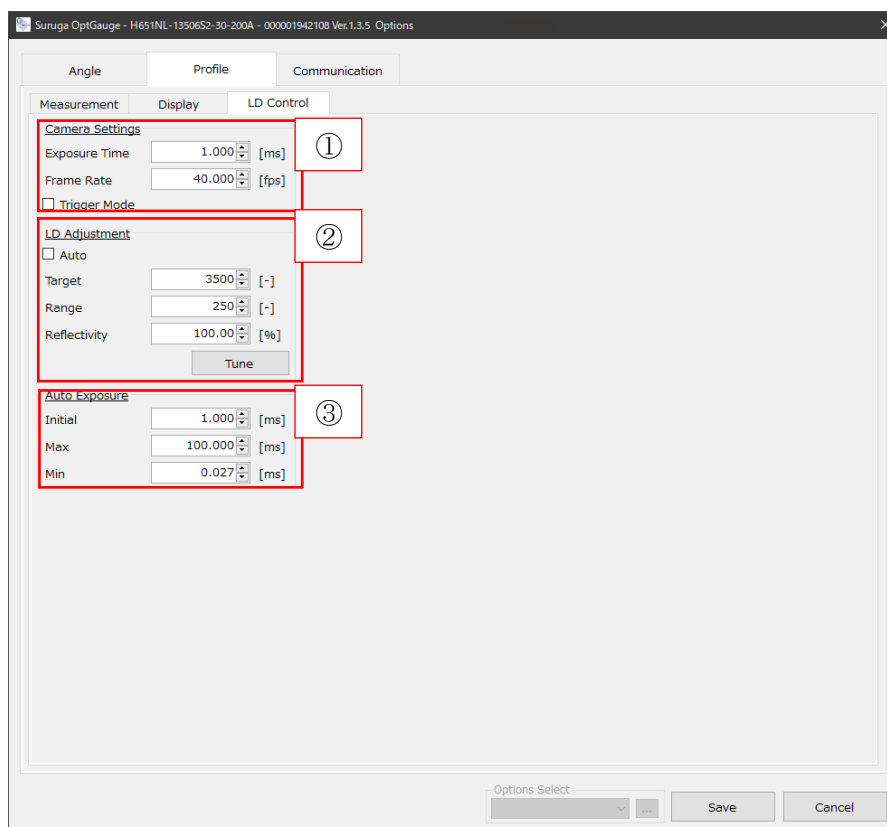 Suruga OptGauge - H651NL-13506S2-30-200A - 000001942108 Ver.1.3.5 Options
Angle Profile Communication
Measurement Display LD Control
Camera Settings
①
Exposure Time 1.000 [ms]
Frame Rate 40.000 [fps]
Trigger Mode
LD Adjustment
②
Auto
Target 3500 [-]
Range 250 [-]
Reflectivity 100.00 [%]
Tune
Auto Exposure
③
Initial 1.000 [ms]
Max 100.000 [ms]
Min 0.027 [ms]
Options Select
... Save Cancel